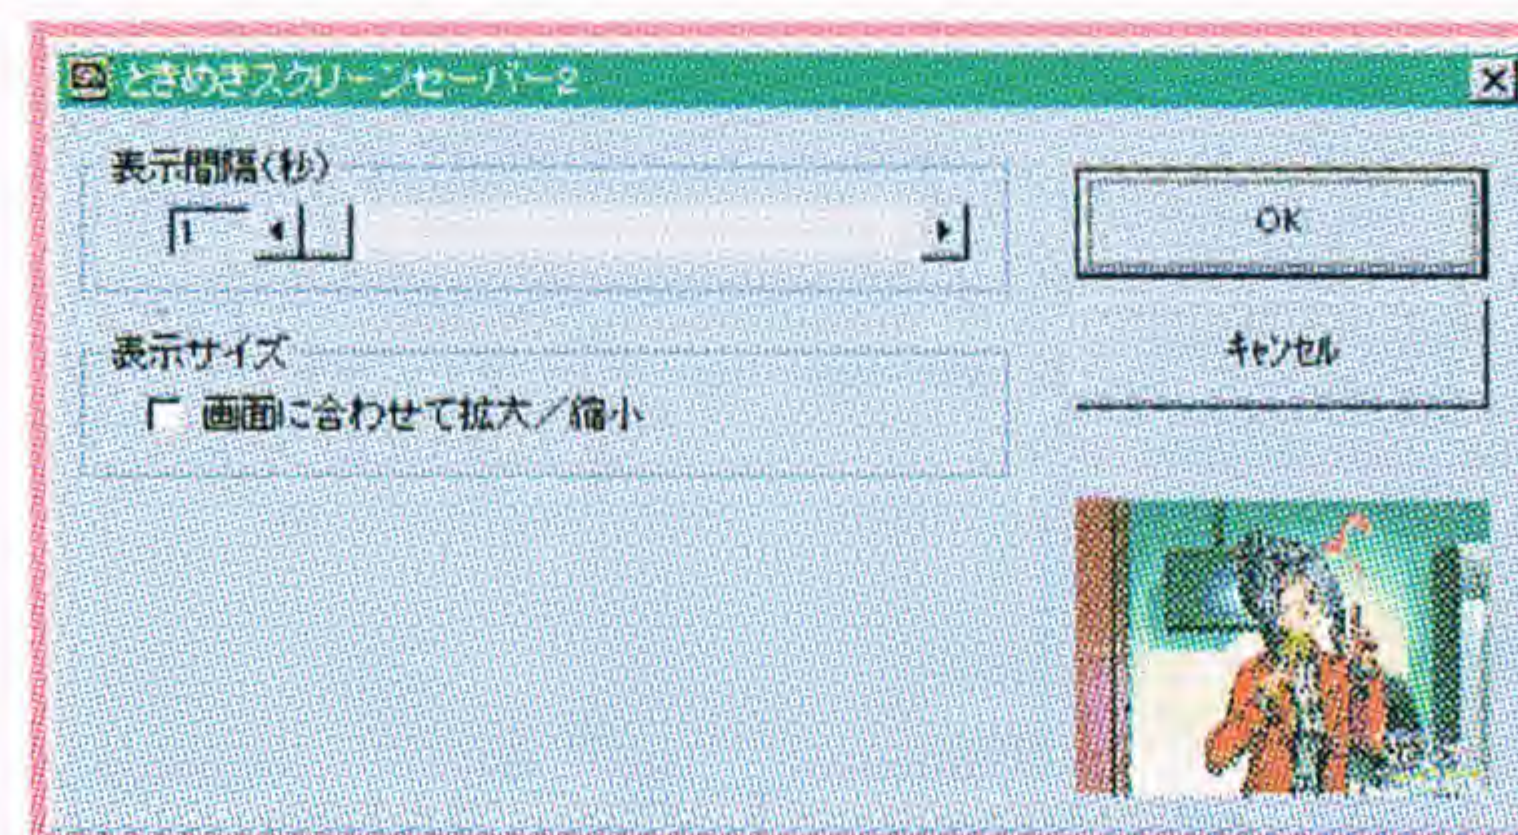 ときめきスクリーンセーバー2
表示間隔(秒)
1
OK
キャンセル
表示サイズ
画面に合わせて拡大／縮小